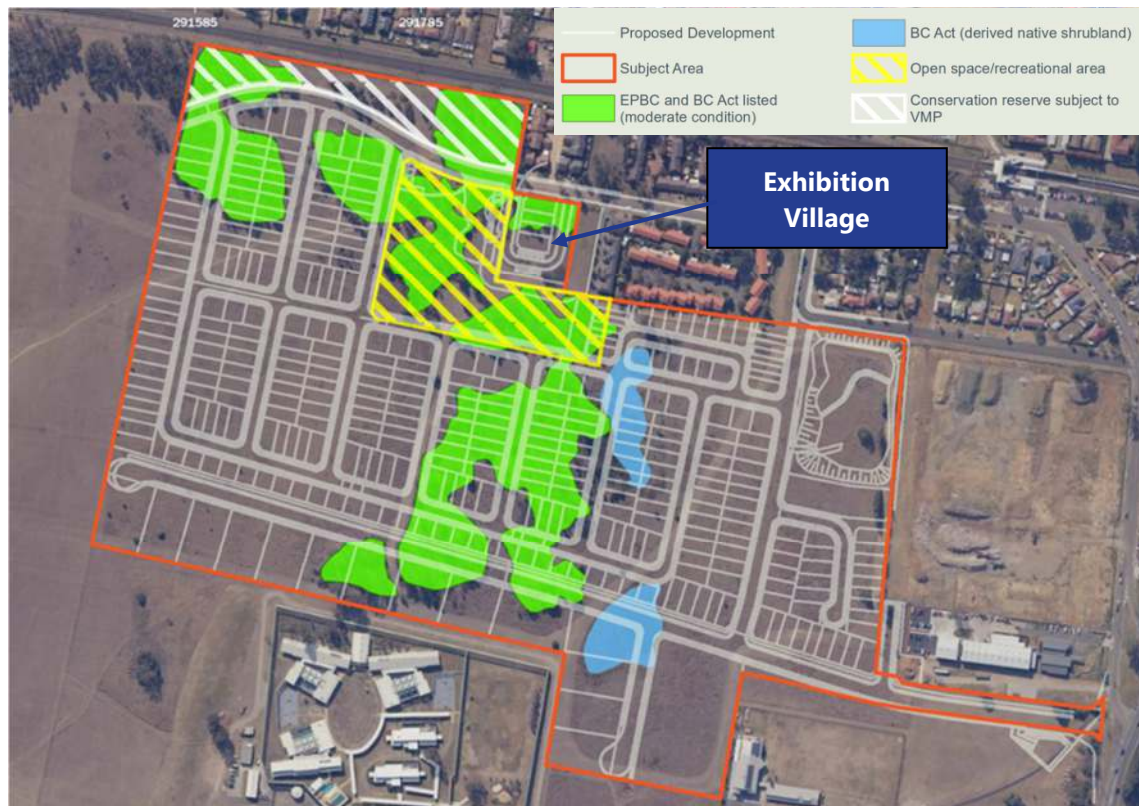 291585
291785
Proposed Development
Subject Area
EPBC and BC Act listed
(moderate condition)
BC Act (derived native shrubland)
Open space/recreational area
Conservation reserve subject to
VMP
Exhibition
Village